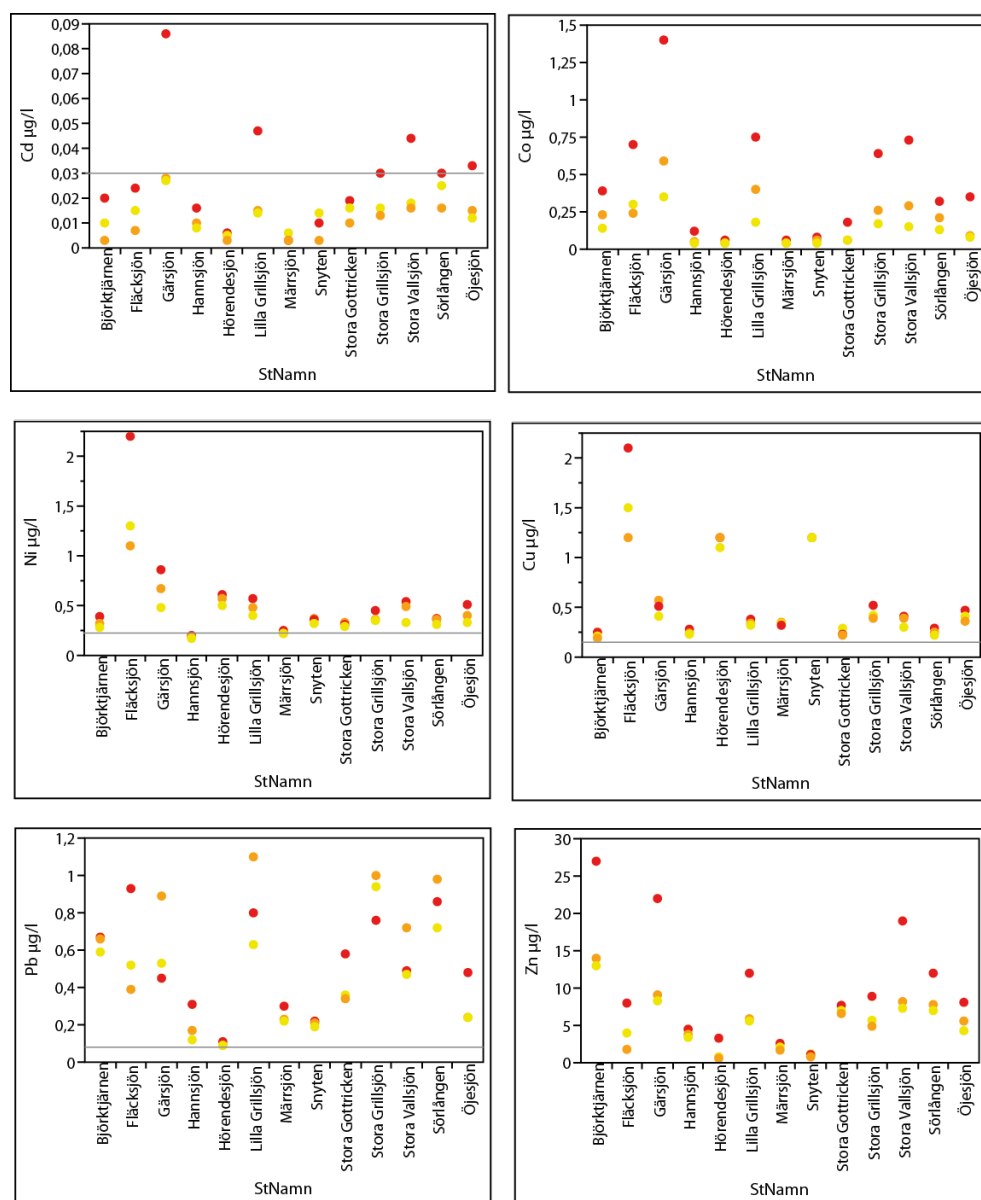 0,09
0,08
0,07
0,06
0,05
0,04
0,03
0,02
0,01
0
Cd µg/l
Björktjärnen
Fläcksjön
Gärsjön
Hannsjön
Hörendesjön
Lilla Grillsjön
Märrsjön
Snyten
Stora Gottricken
Stora Grillsjön
Stora Vallsjön
Sörlången
Öjesjön
StNamn
1,5
1,25
1
0,75
0,5
0,25
0
Co µg/l
Björktjärnen
Fläcksjön
Gärsjön
Hannsjön
Hörendesjön
Lilla Grillsjön
Märrsjön
Snyten
Stora Gottricken
Stora Grillsjön
Stora Vallsjön
Sörlången
Öjesjön
StNamn
2
1,5
1
0,5
0
Ni µg/l
Björktjärnen
Fläcksjön
Gärsjön
Hannsjön
Hörendesjön
Lilla Grillsjön
Märrsjön
Snyten
Stora Gottricken
Stora Grillsjön
Stora Vallsjön
Sörlången
Öjesjön
StNamn
2
1,5
1
0,5
0
Cu µg/l
Björktjärnen
Fläcksjön
Gärsjön
Hannsjön
Hörendesjön
Lilla Grillsjön
Märrsjön
Snyten
Stora Gottricken
Stora Grillsjön
Stora Vallsjön
Sörlången
Öjesjön
StNamn
1,2
1
0,8
0,6
0,4
0,2
0
Pb µg/l
Björktjärnen
Fläcksjön
Gärsjön
Hannsjön
Hörendesjön
Lilla Grillsjön
Märrsjön
Snyten
Stora Gottricken
Stora Grillsjön
Stora Vallsjön
Sörlången
Öjesjön
StNamn
30
25
20
15
10
5
0
Zn µg/l
Björktjärnen
Fläcksjön
Gärsjön
Hannsjön
Hörendesjön
Lilla Grillsjön
Märrsjön
Snyten
Stora Gottricken
Stora Grillsjön
Stora Vallsjön
Sörlången
Öjesjön
StNamn